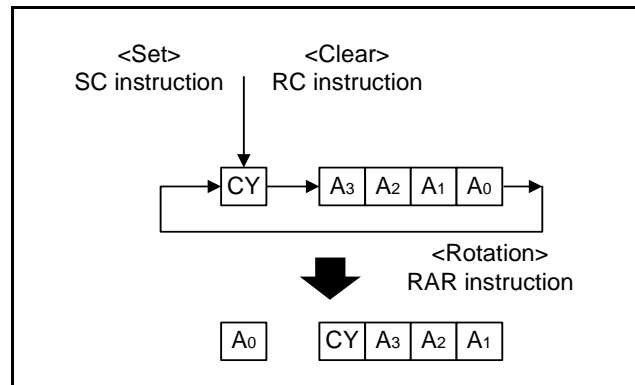 <Set>
SC instruction
<Clear>
RC instruction
CY A3 A2 A1 A0
<Rotation>
RAR instruction
A0 CY A3 A2 A1